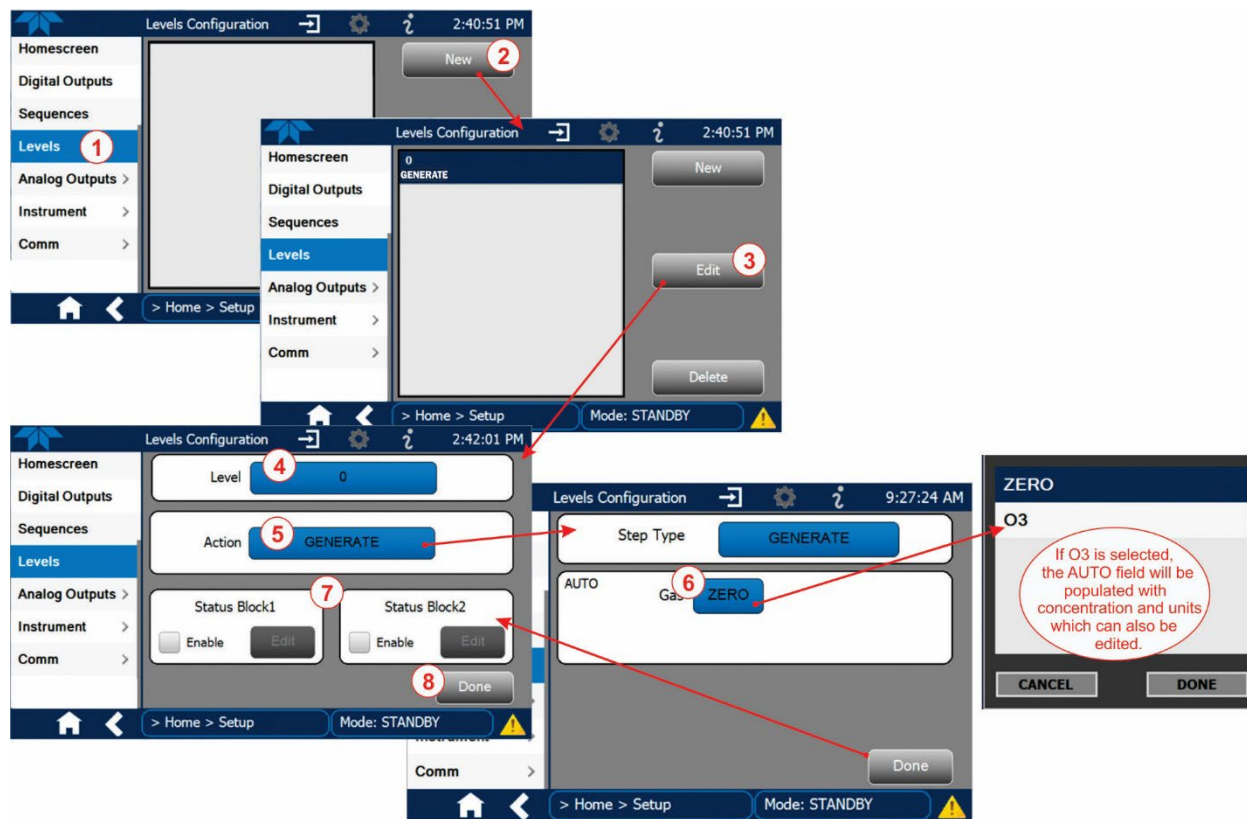 Levels Configuration
2:40:51 PM
Homescreen
Digital Outputs
Sequences
Levels
Analog Outputs >
Instrument >
Comm >
1
New
2
> Home > Setup
Levels Configuration
2:40:51 PM
Homescreen
Digital Outputs
Sequences
Levels
Analog Outputs >
Instrument >
Comm >
0
GENERATE
New
Edit
3
Delete
> Home > Setup
Mode: STANDBY
Levels Configuration
2:42:01 PM
Homescreen
Digital Outputs
Sequences
Levels
Analog Outputs >
Instrument >
Comm >
Level
4
0
Action
5
GENERATE
7
Status Block1
Enable
Edit
Status Block2
Enable
Edit
8
Done
> Home > Setup
Mode: STANDBY
Levels Configuration
9:27:24 AM
Step Type
GENERATE
AUTO
6
Gas
ZERO
Done
Comm >
> Home > Setup
Mode: STANDBY
ZERO
O3
If O3 is selected,
the AUTO field will be
populated with
concentration and units
which can also be
edited.
CANCEL
DONE